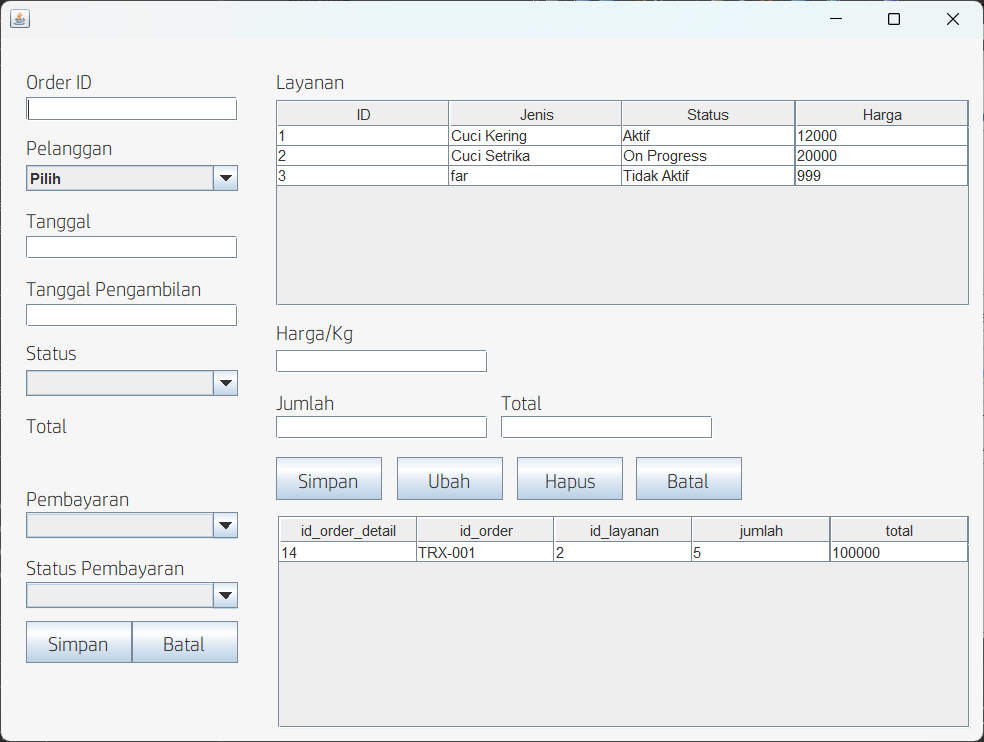 Order ID
Pelanggan
Pilih
Tanggal
Tanggal Pengambilan
Status
Total
Pembayaran
Status Pembayaran
Simpan Batal
Layanan
ID Jenis Status Harga
1 Cuci Kering Aktif 12000
2 Cuci Setrika On Progress 20000
3 far Tidak Aktif 999
Harga/Kg
Jumlah Total
Simpan Ubah Hapus Batal
id_order_detail id_order id_layanan jumlah total
14 TRX-001 2 5 100000